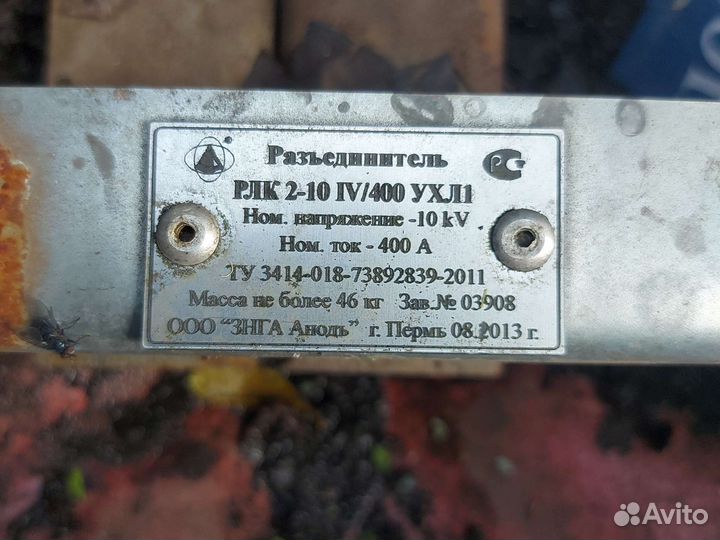 Разъединитель
РЛК 2-10 IV/400 УХЛ1
Ном. напряжение -10 kV
Ном. ток - 400 А
ТУ 3414-018-73892839-2011
Масса не более 46 кг Зав.№ 03908
ООО "ЗНГА Анодъ" г. Пермь 08.2013 г.
Avito